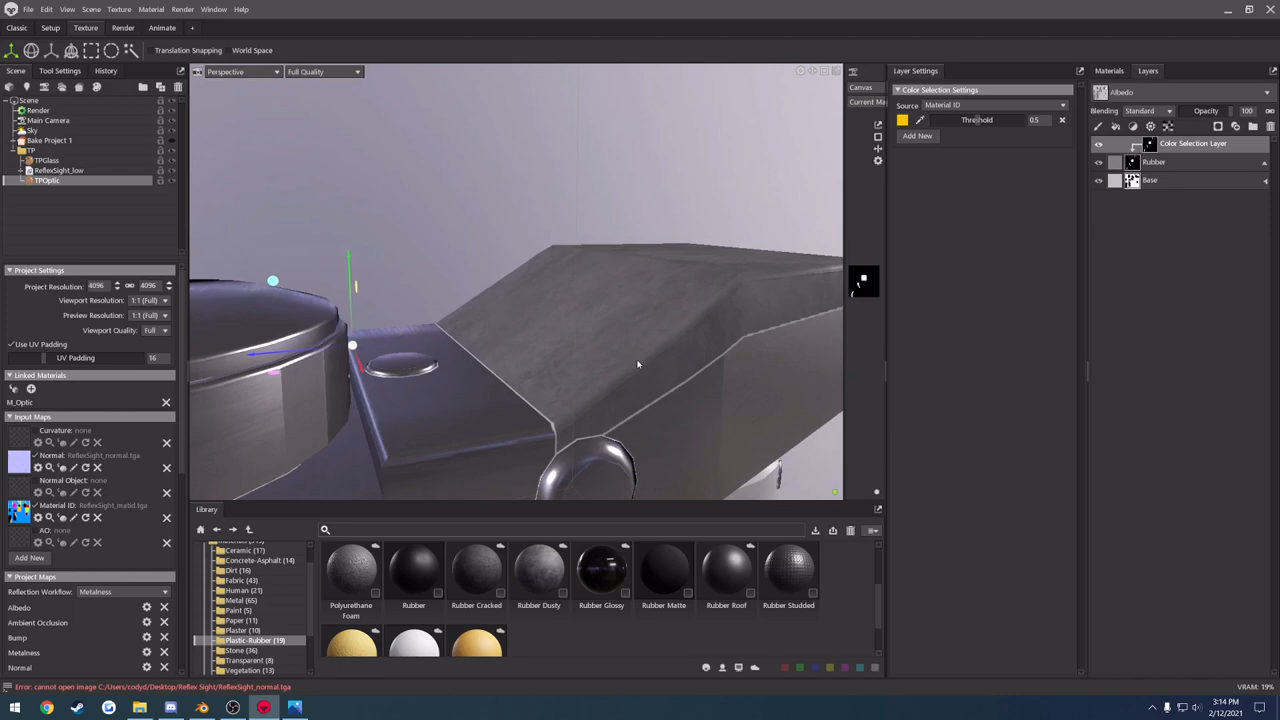 File Edit View Scene Texture Material Render Window Help
Classic Setup Texture Render Animate +
Translation Snapping World Space
Scene Tool Settings History
Perspective Full Quality
Scene
Render
Main Camera
Sky
Bake Project 1
TP
TPGlass
ReflexSight_low
TPOptic
Project Settings
Project Resolution: 4096 4096
Viewport Resolution: 1:1 (Full)
Preview Resolution: 1:1 (Full)
Viewport Quality: Full
Use UV Padding
UV Padding 16
Linked Materials
M_Optic
Input Maps
Curvature: none
Normal: ReflexSight_normal.tga
Normal Object: none
Material ID: ReflexSight_matid.tga
AO: none
Add New
Project Maps
Reflection Workflow: Metalness
Albedo
Ambient Occlusion
Bump
Metalness
Normal
Canvas
Current Ma
Library
Ceramic (17)
Concrete-Asphalt (14)
Dirt (16)
Fabric (43)
Human (21)
Metal (65)
Paint (5)
Paper (11)
Plaster (10)
Plastic-Rubber (19)
Stone (36)
Transparent (8)
Vegetation (13)
Polyurethane Foam
Rubber
Rubber Cracked
Rubber Dusty
Rubber Glossy
Rubber Matte
Rubber Roof
Rubber Studded
Layer Settings
Color Selection Settings
Source Material ID
Threshold 0.5
Add New
Materials Layers
Albedo
Blending Standard Opacity 100
Color Selection Layer
Rubber
Base
Error: cannot open image C:/Users/codyd/Desktop/Reflex Sight/ReflexSight_normal.tga
VRAM: 19%
3:14 PM
2/12/2021